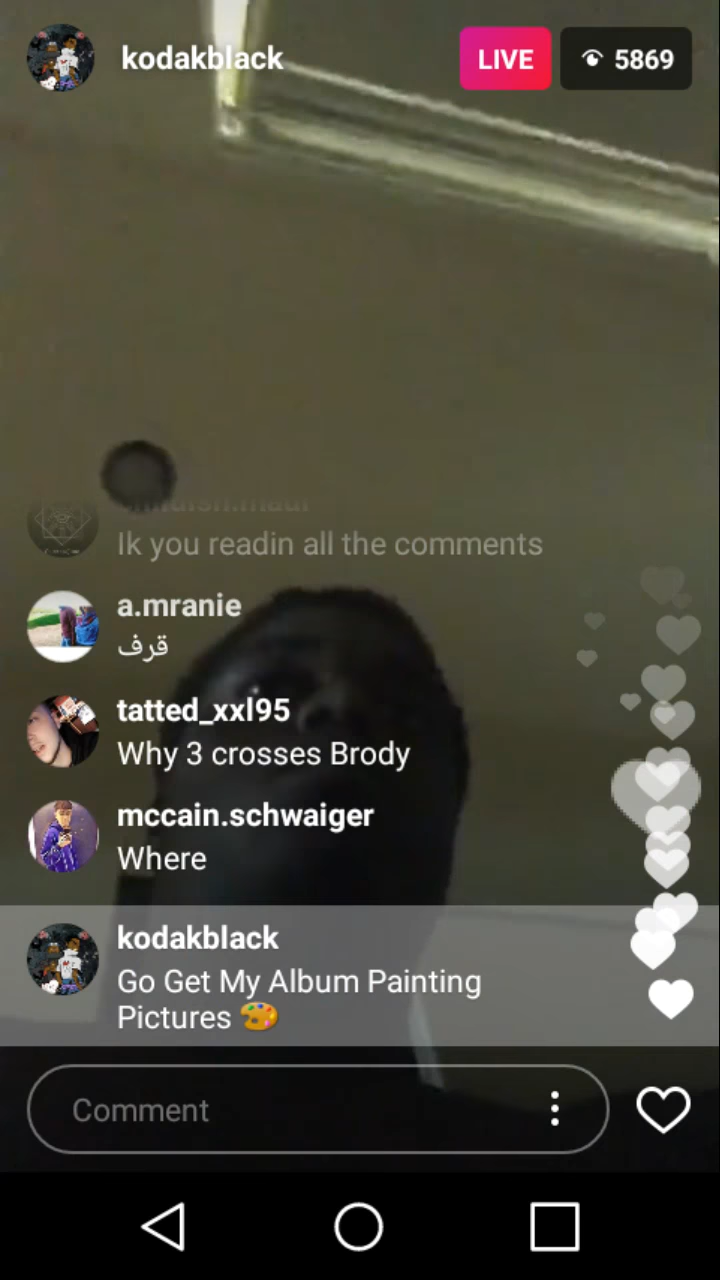 kodakblack
LIVE
5869
Ik you readin all the comments
a.mranie
قرف
tatted_xxl95
Why 3 crosses Brody
mccain.schwaiger
Where
kodakblack
Go Get My Album Painting
Pictures 🎨
Comment